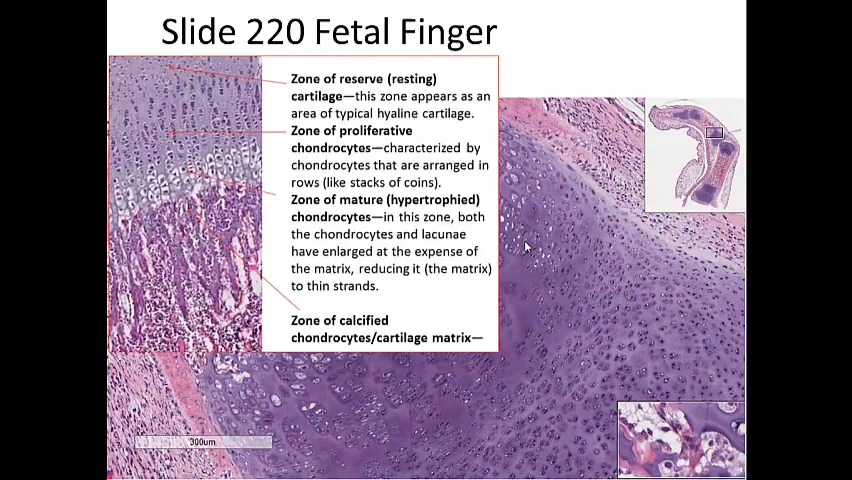 Slide 220 Fetal Finger
Zone of reserve (resting)
cartilage—this zone appears as an
area of typical hyaline cartilage.
Zone of proliferative
chondrocytes—characterized by
chondrocytes that are arranged in
rows (like stacks of coins).
Zone of mature (hypertrophied)
chondrocytes—in this zone, both
the chondrocytes and lacunae
have enlarged at the expense of
the matrix, reducing it (the matrix)
to thin strands.
Zone of calcified
chondrocytes/cartilage matrix—
300um